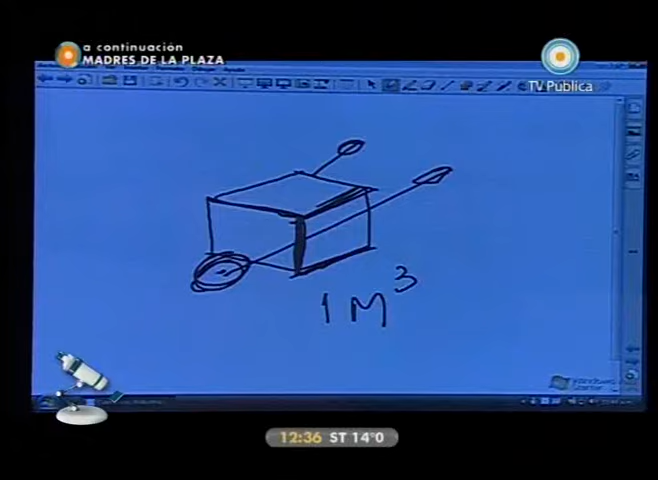 a continuación
MADRES DE LA PLAZA
TV Pública
1 M³
12:36 ST 14°0